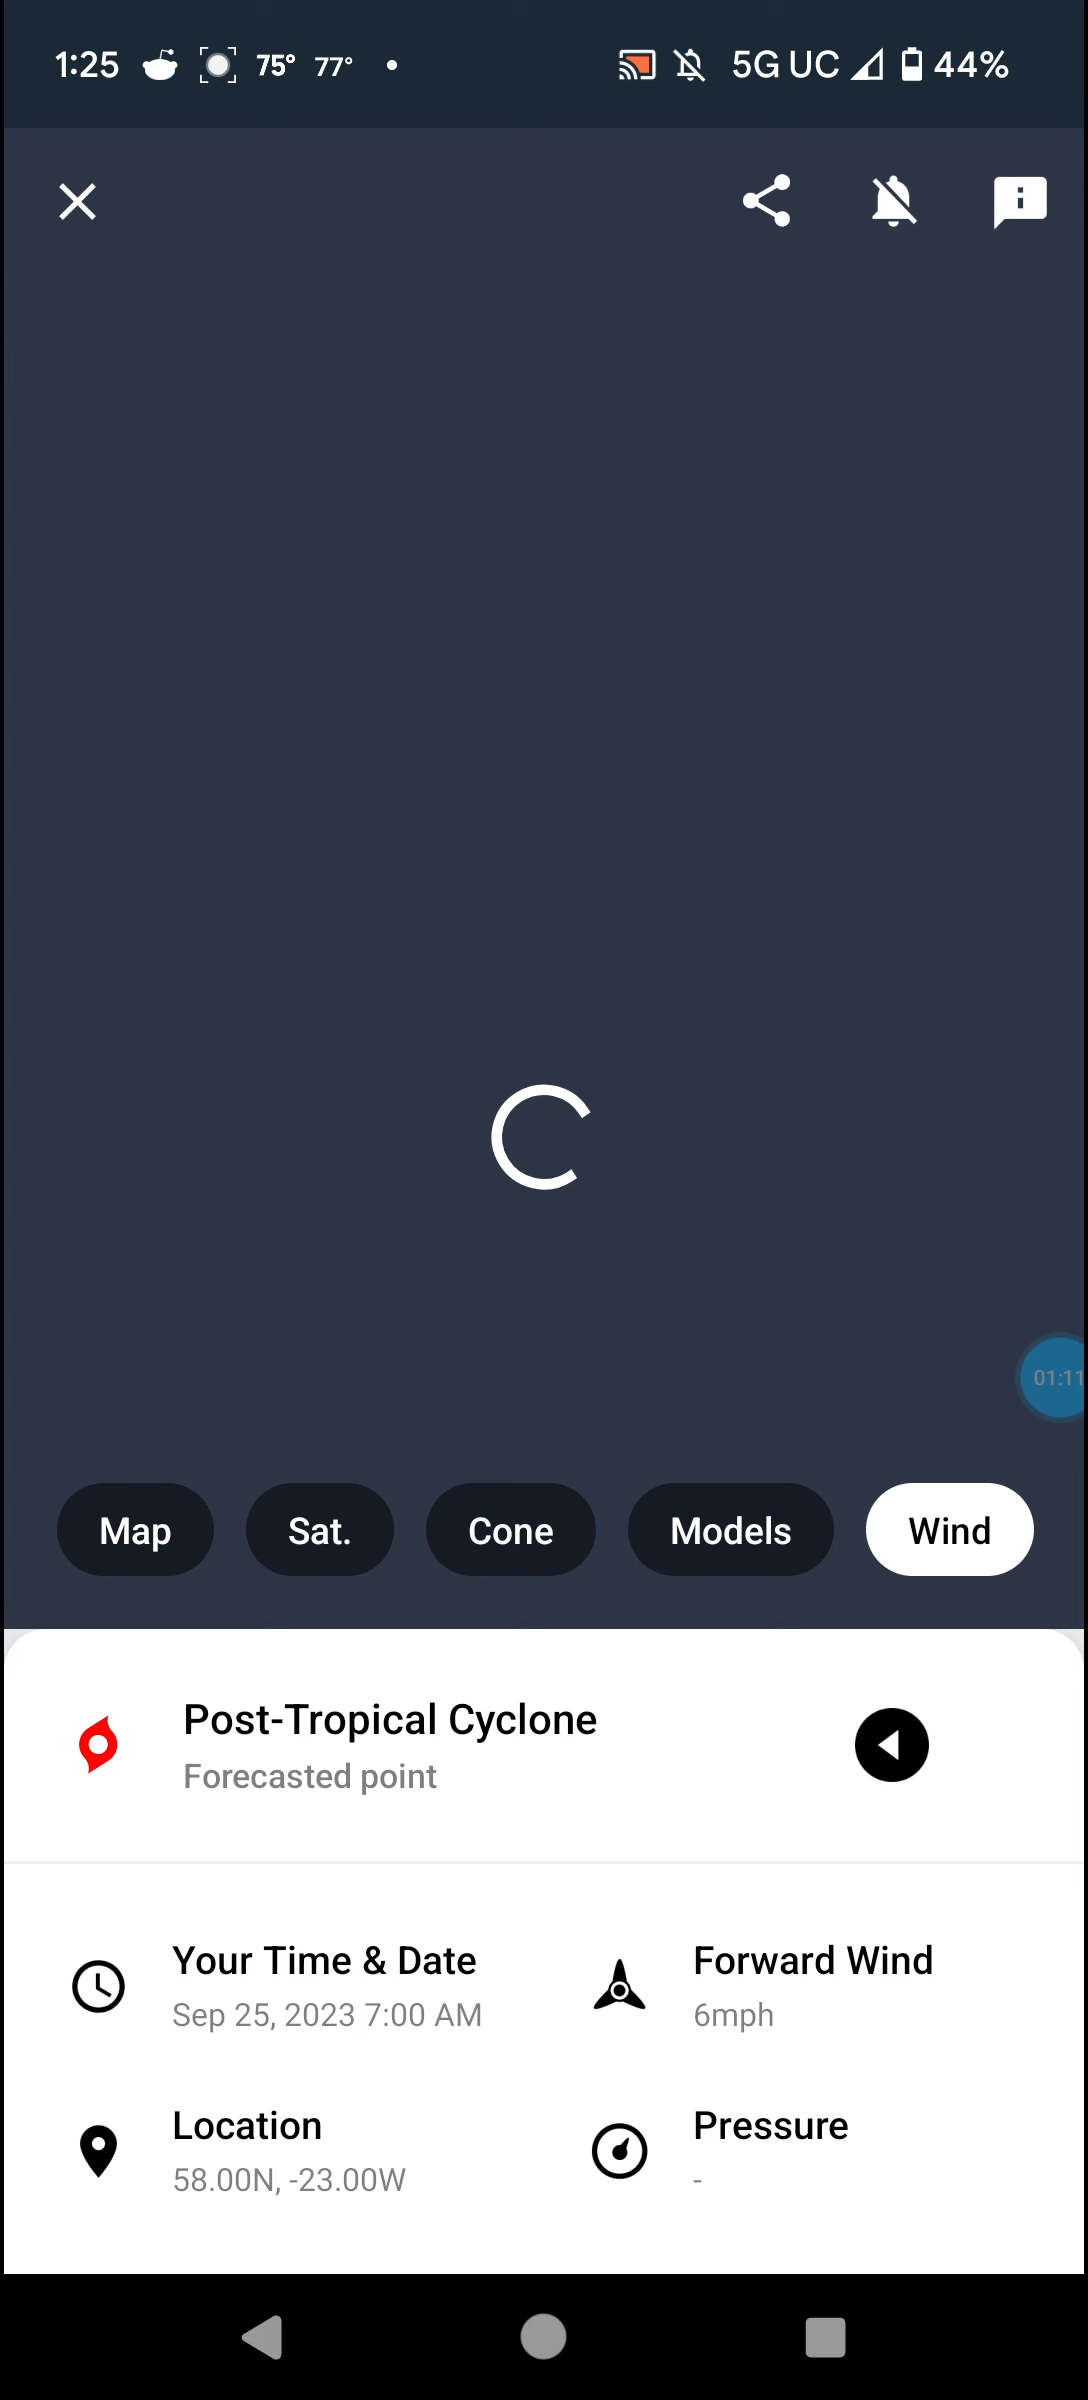 1:25 75° 77° 5G UC 44%
01:11
Map Sat. Cone Models Wind
Post-Tropical Cyclone
Forecasted point
Your Time & Date Forward Wind
Sep 25, 2023 7:00 AM 6mph
Location Pressure
58.00N, -23.00W -